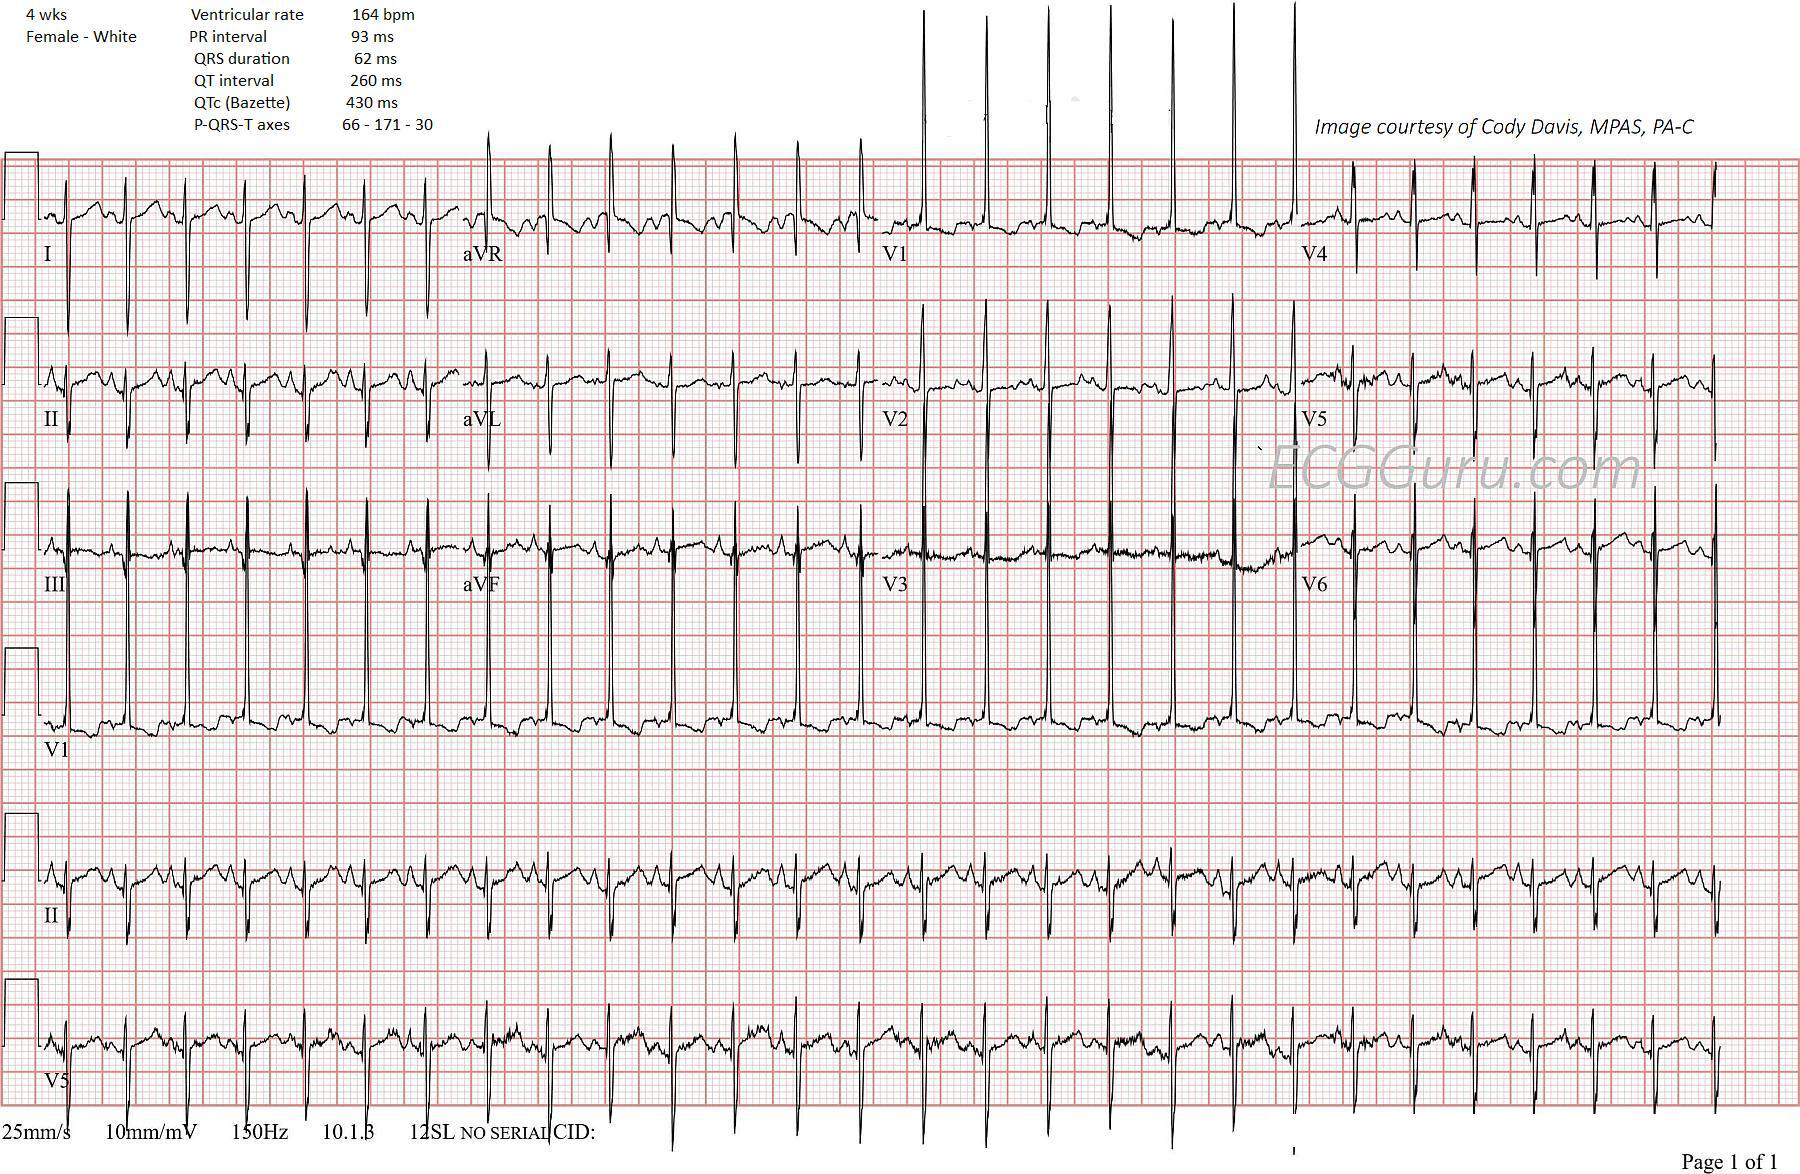 4 wks Ventricular rate 164 bpm
Female - White PR interval 93 ms
QRS duration 62 ms
QT interval 260 ms
QTc (Bazette) 430 ms
P-QRS-T axes 66 - 171 - 30
Image courtesy of Cody Davis, MPAS, PA-C
I aVR V1 V4
II aVL V2 V5
ECGGuru.com
III aVF V3 V6
V1
II
V5
25mm/s 10mm/mV 150Hz 10.1.3 12SL NO SERIAL CID:
Page 1 of 1